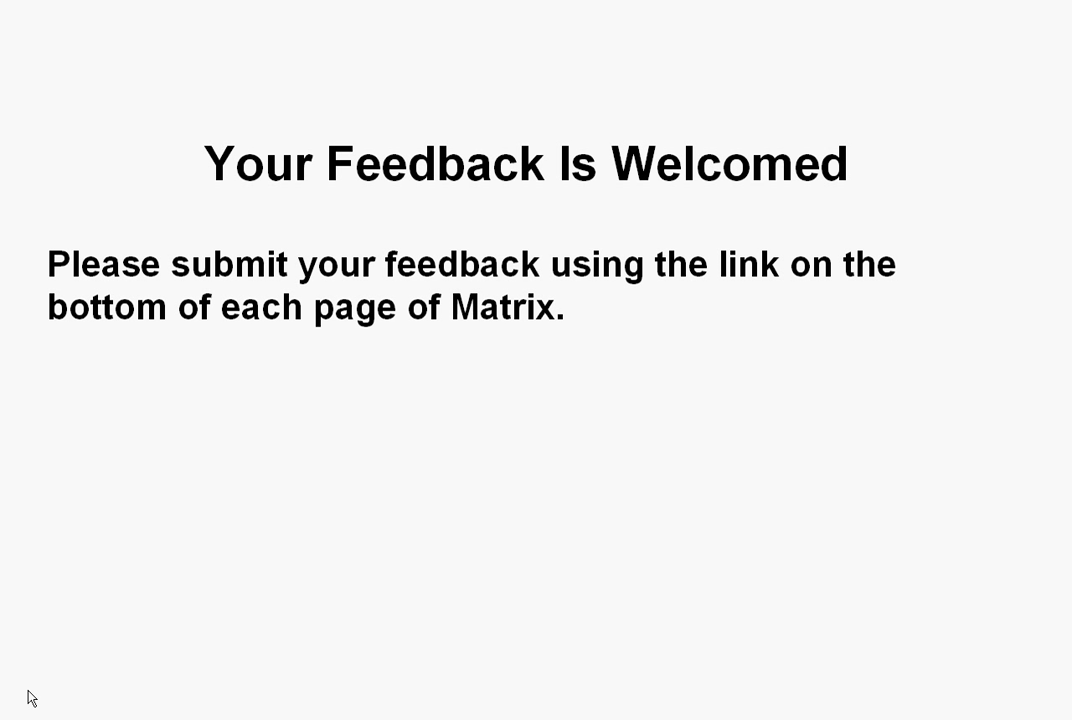 Your Feedback Is Welcomed
Please submit your feedback using the link on the
bottom of each page of Matrix.